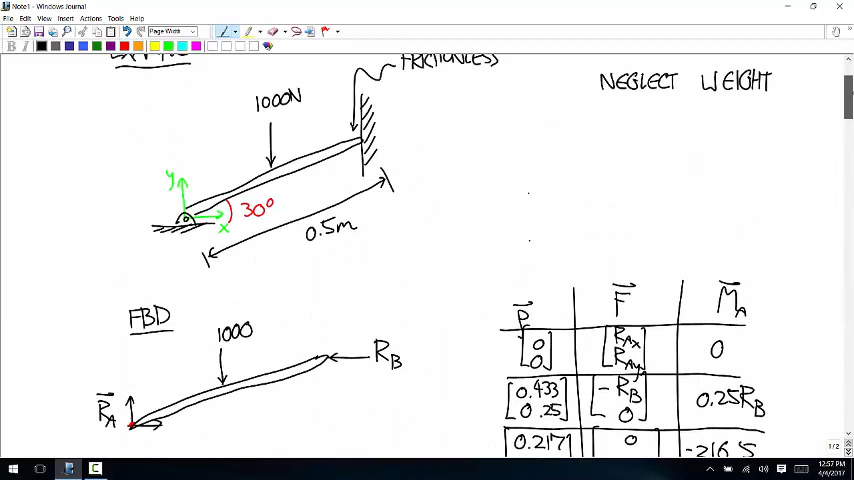 Note1 - Windows Journal
File Edit View Insert Actions Tools Help
Page Width
B I
FRICTIONLESS
NEGLECT WEIGHT
1000N
y
30°
x
0.5m
FBD
1000
R_B
R_A
P F M_A
0 R_Ax 0
0 R_Ay
0.433 -R_B 0.25R_B
0.25 0
0.217 0 -216.5
1/2
12:57 PM
4/4/2017